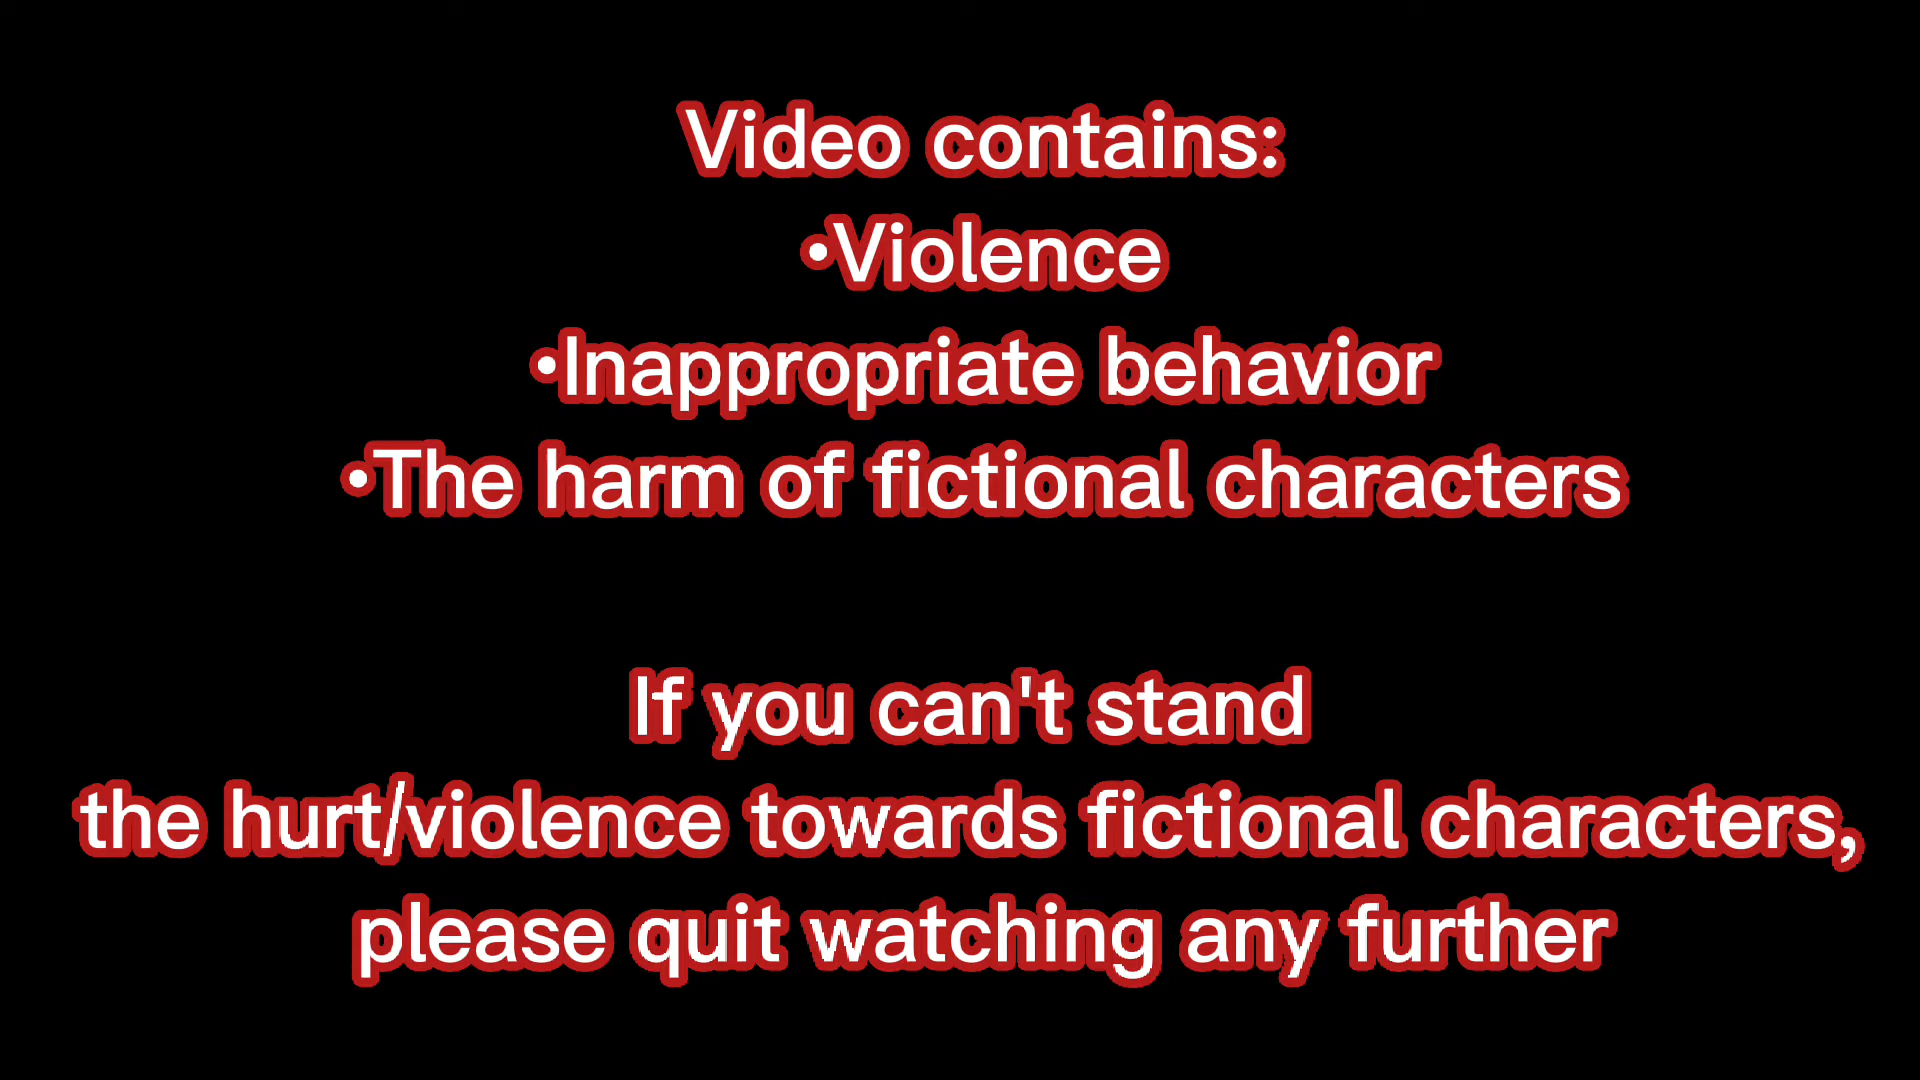 Video contains:
•Violence
•Inappropriate behavior
•The harm of fictional characters
If you can't stand
the hurt/violence towards fictional characters,
please quit watching any further